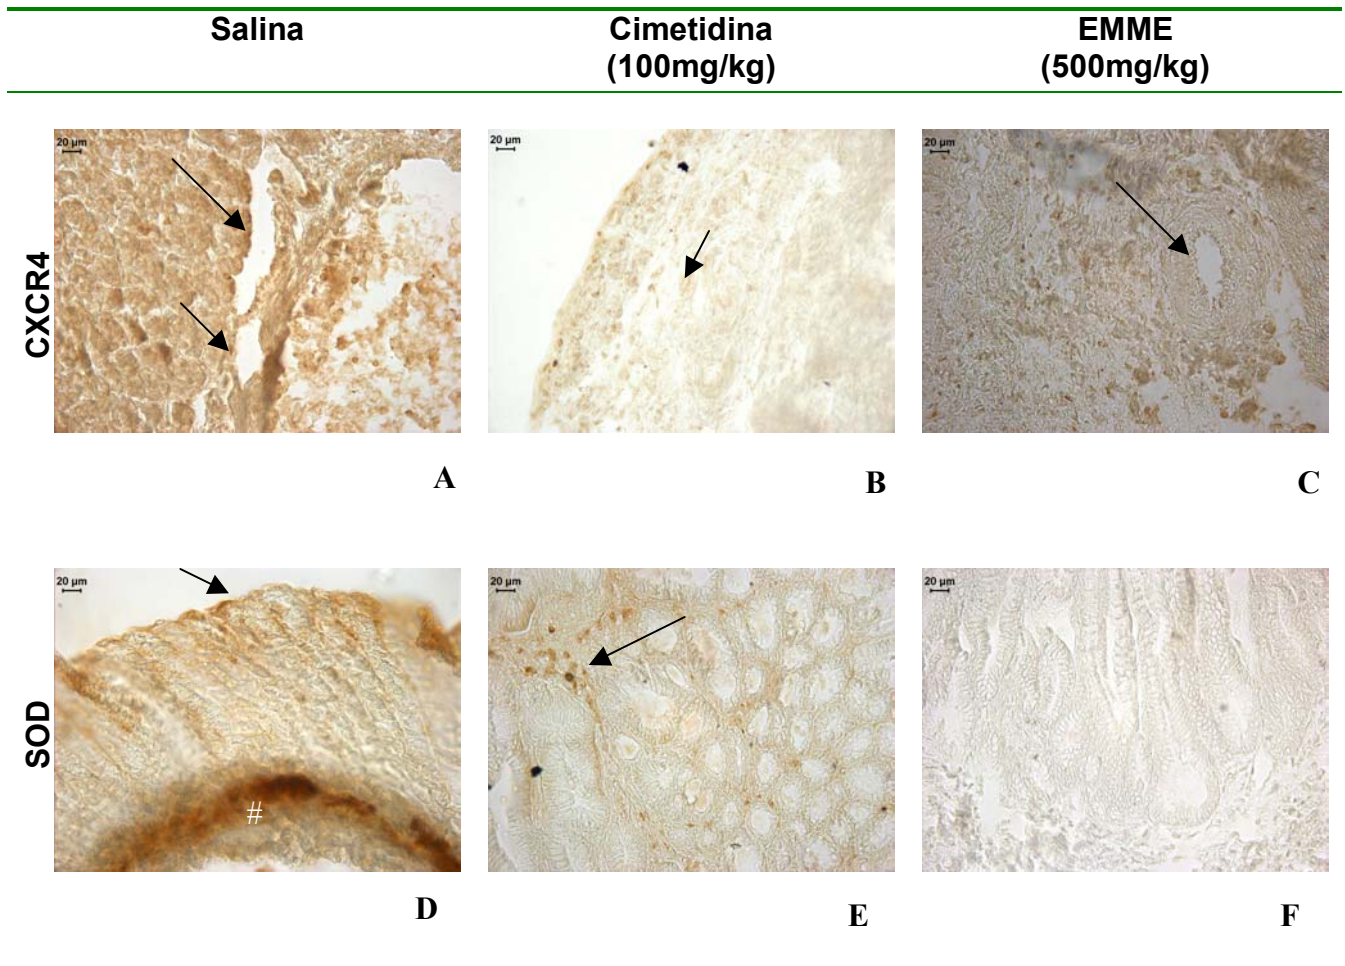 Salina
Cimetidina
(100mg/kg)
EMME
(500mg/kg)
CXCR4
20 µm
20 µm
20 µm
A
B
C
SOD
20 µm
20 µm
20 µm
#
D
E
F